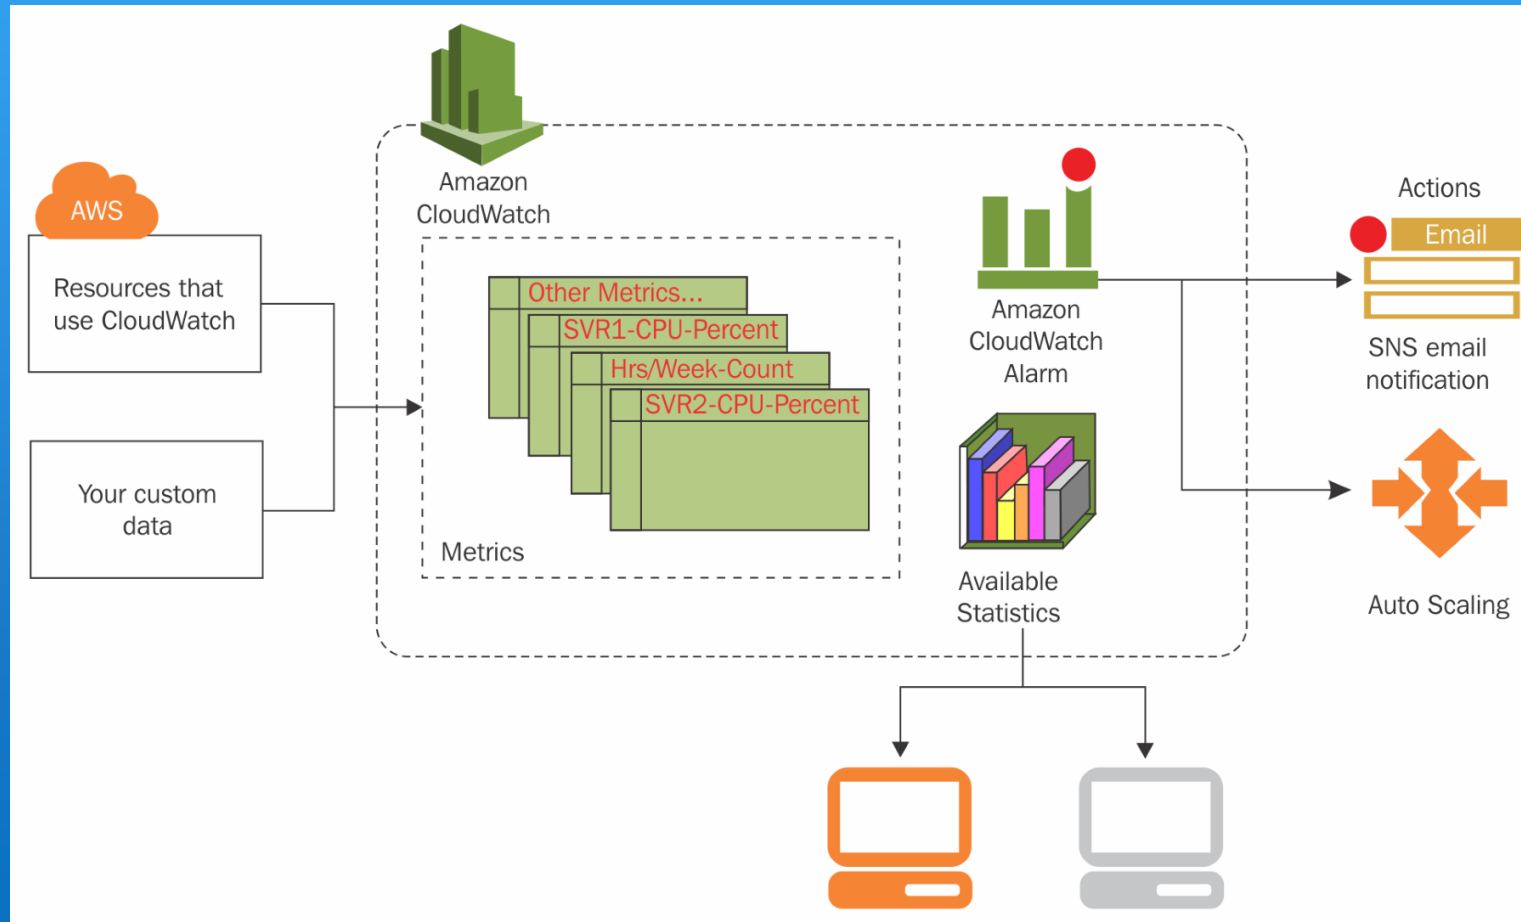 Amazon
CloudWatch
AWS
Resources that
use CloudWatch
Your custom
data
Other Metrics...
SVR1-CPU-Percent
Hrs/Week-Count
SVR2-CPU-Percent
Metrics
Amazon
CloudWatch
Alarm
Available
Statistics
Actions
Email
SNS email
notification
Auto Scaling